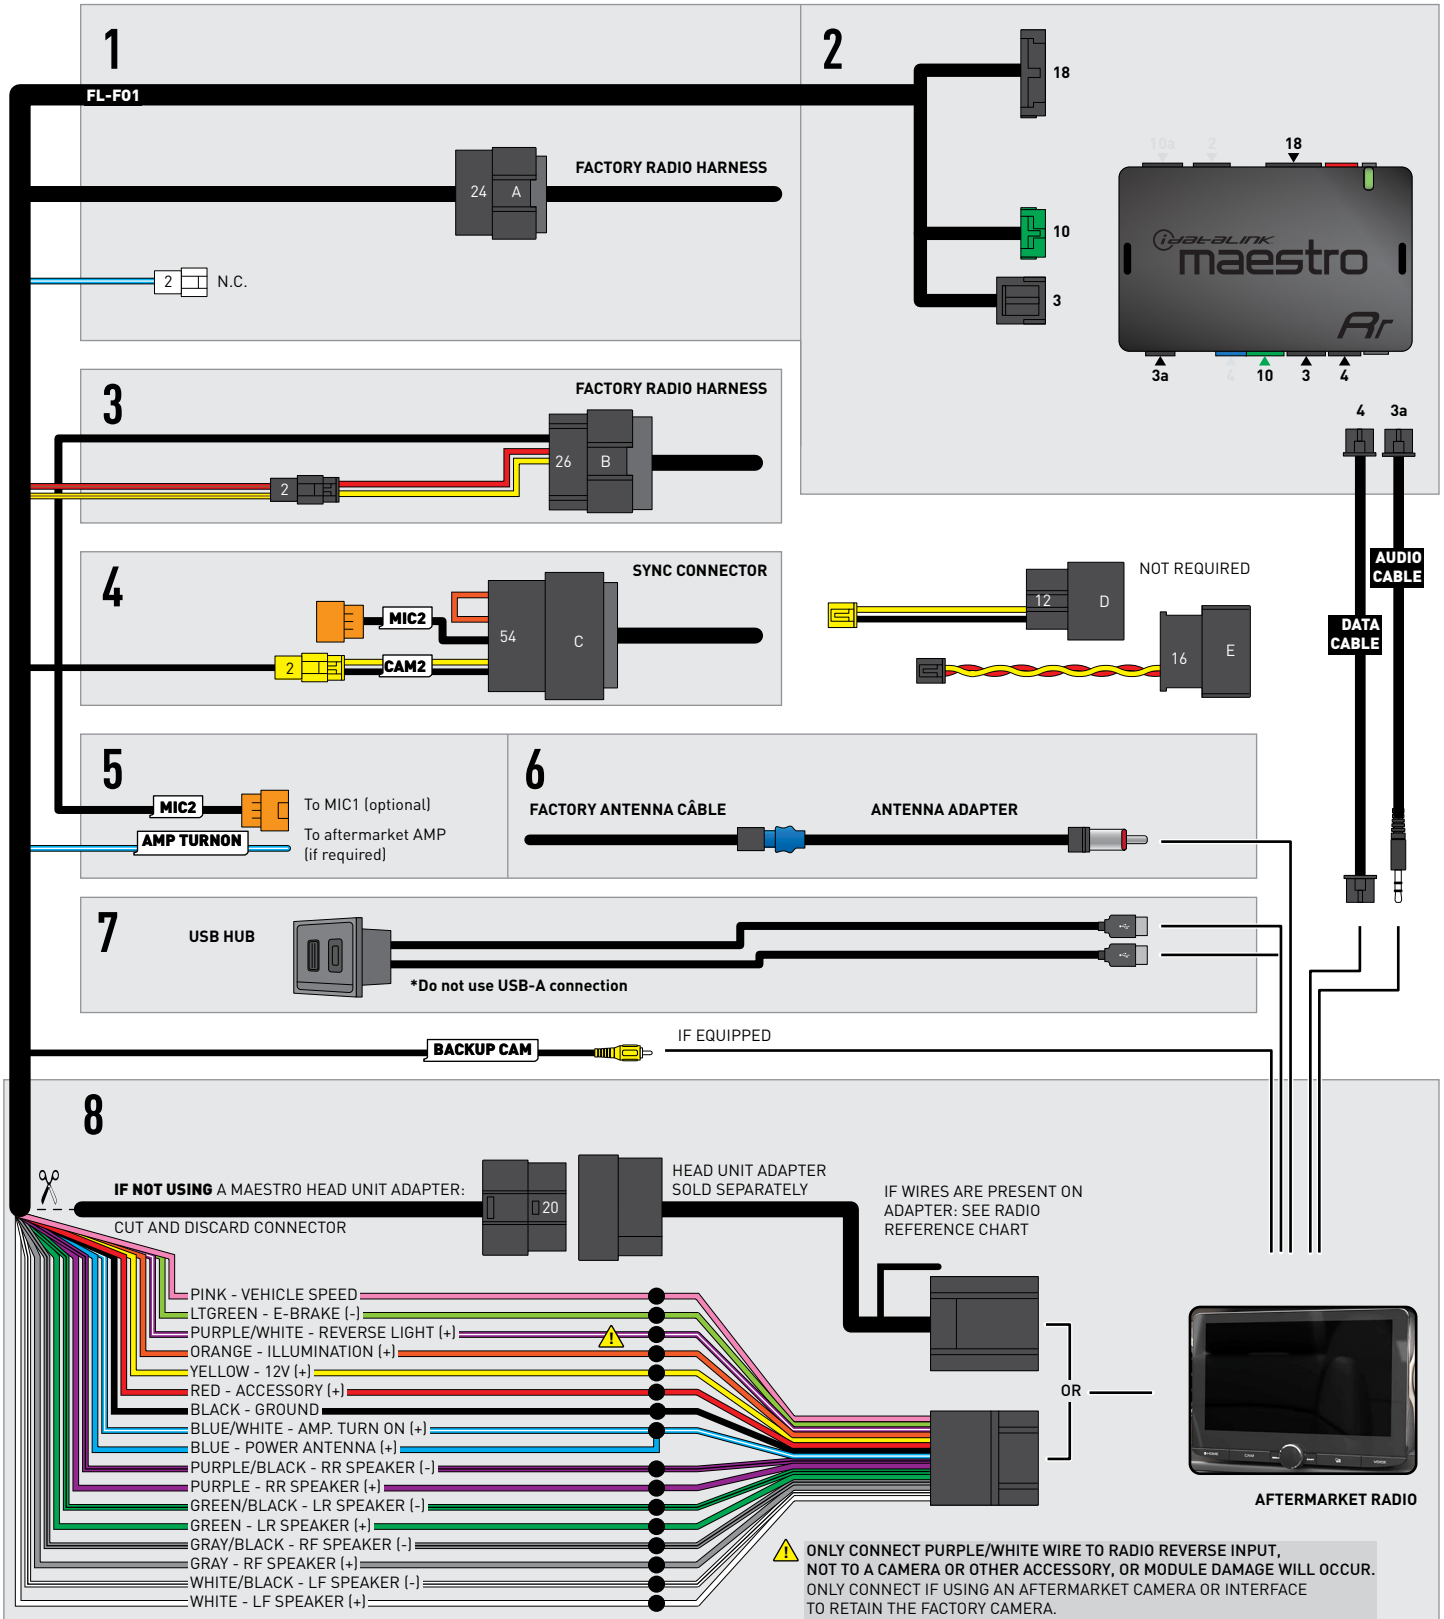 1
FL-F01
FACTORY RADIO HARNESS
24
A
2
N.C.
2
18
10
3
10a
2
18
idatalink
maestro
Rr
3a
4
10
3
4
4
3a
AUDIO
CABLE
DATA
CABLE
3
FACTORY RADIO HARNESS
26
B
2
4
SYNC CONNECTOR
MIC2
54
C
2
CAM2
NOT REQUIRED
12
D
16
E
5
MIC2
To MIC1 (optional)
AMP TURNON
To aftermarket AMP
(if required)
6
FACTORY ANTENNA CÂBLE
ANTENNA ADAPTER
7
USB HUB
*Do not use USB-A connection
BACKUP CAM
IF EQUIPPED
8
IF NOT USING A MAESTRO HEAD UNIT ADAPTER:
CUT AND DISCARD CONNECTOR
20
HEAD UNIT ADAPTER
SOLD SEPARATELY
IF WIRES ARE PRESENT ON
ADAPTER: SEE RADIO
REFERENCE CHART
PINK - VEHICLE SPEED
LTGREEN - E-BRAKE (-)
PURPLE/WHITE - REVERSE LIGHT (+)
ORANGE - ILLUMINATION (+)
YELLOW - 12V (+)
RED - ACCESSORY (+)
BLACK - GROUND
BLUE/WHITE - AMP. TURN ON (+)
BLUE - POWER ANTENNA (+)
PURPLE/BLACK - RR SPEAKER (-)
PURPLE - RR SPEAKER (+)
GREEN/BLACK - LR SPEAKER (-)
GREEN - LR SPEAKER (+)
GRAY/BLACK - RF SPEAKER (-)
GRAY - RF SPEAKER (+)
WHITE/BLACK - LF SPEAKER (-)
WHITE - LF SPEAKER (+)
!
OR
HOME
CAM
VOICE
AFTERMARKET RADIO
!
ONLY CONNECT PURPLE/WHITE WIRE TO RADIO REVERSE INPUT,
NOT TO A CAMERA OR OTHER ACCESSORY, OR MODULE DAMAGE WILL OCCUR.
ONLY CONNECT IF USING AN AFTERMARKET CAMERA OR INTERFACE
TO RETAIN THE FACTORY CAMERA.